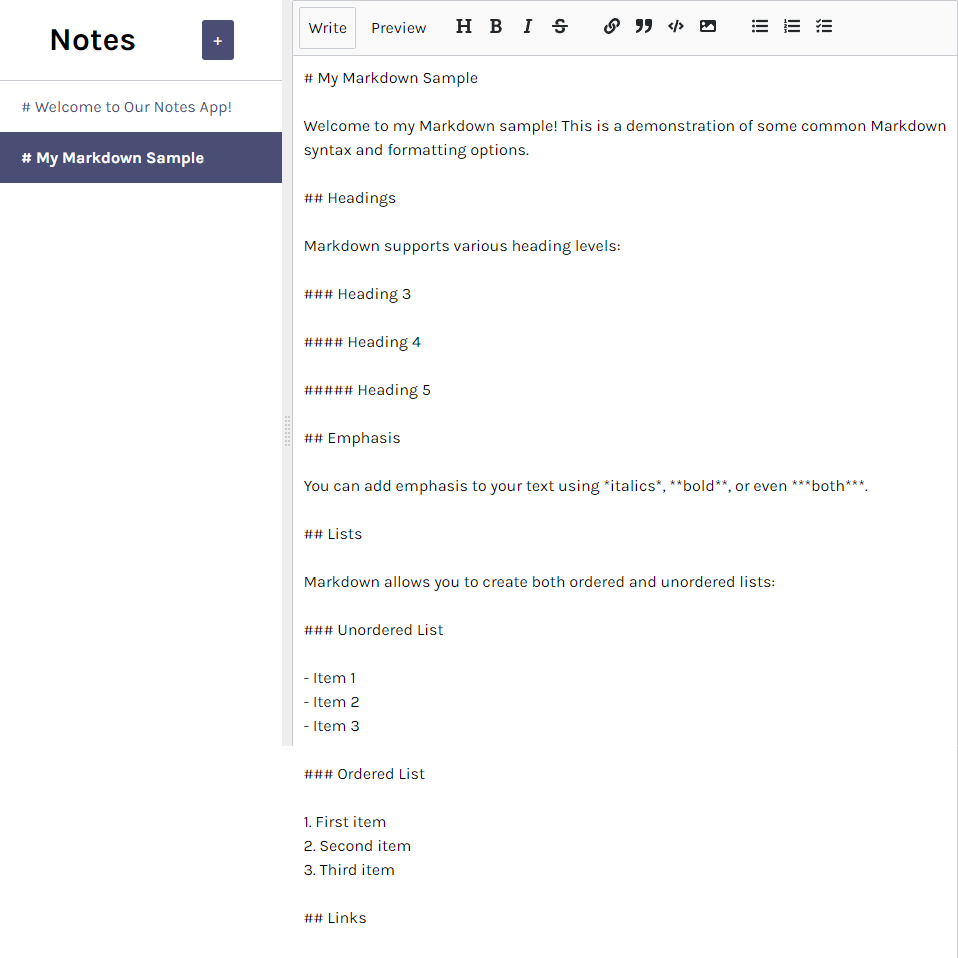 Notes
+
# Welcome to Our Notes App!
# My Markdown Sample
Write Preview H B I S
# My Markdown Sample
Welcome to my Markdown sample! This is a demonstration of some common Markdown
syntax and formatting options.
## Headings
Markdown supports various heading levels:
### Heading 3
#### Heading 4
##### Heading 5
## Emphasis
You can add emphasis to your text using *italics*, **bold**, or even ***both***.
## Lists
Markdown allows you to create both ordered and unordered lists:
### Unordered List
- Item 1
- Item 2
- Item 3
### Ordered List
1. First item
2. Second item
3. Third item
## Links